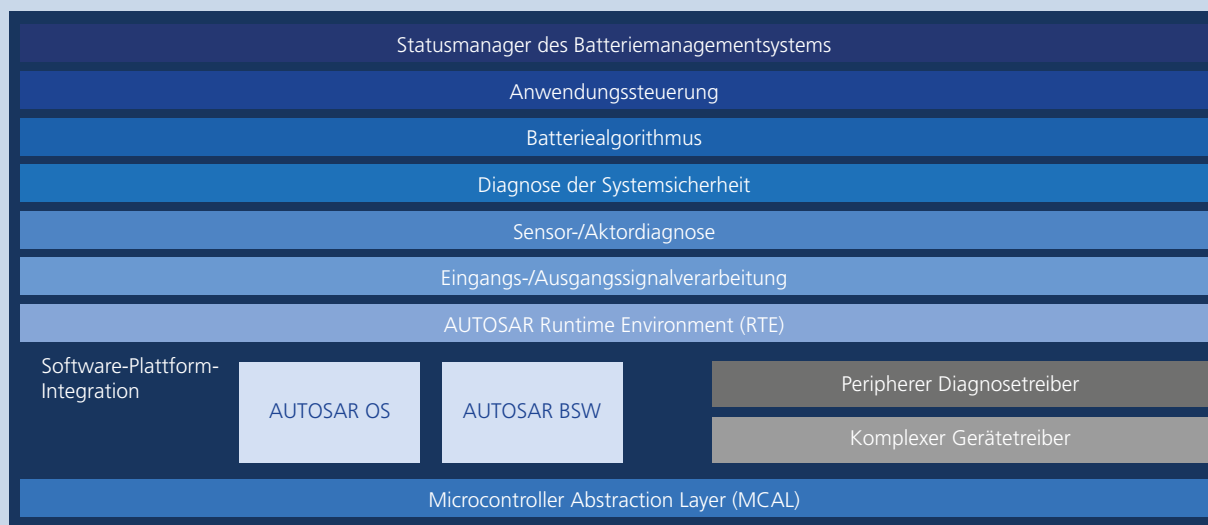 Statusmanager des Batteriemanagementsystems
Anwendungssteuerung
Batteriealgorithmus
Diagnose der Systemsicherheit
Sensor-/Aktordiagnose
Eingangs-/Ausgangssignalverarbeitung
AUTOSAR Runtime Environment (RTE)
Software-Plattform-
Integration
AUTOSAR OS
AUTOSAR BSW
Peripherer Diagnosetreiber
Komplexer Gerätetreiber
Microcontroller Abstraction Layer (MCAL)